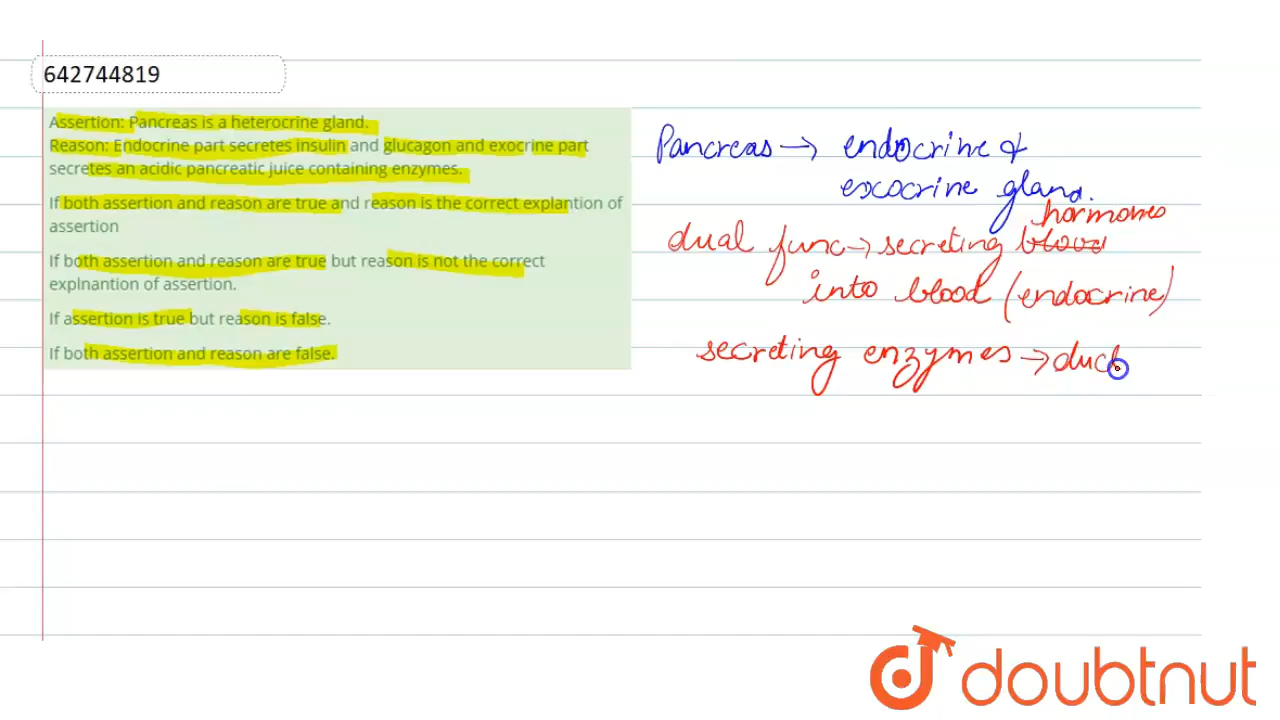 642744819
Assertion: Pancreas is a heterocrine gland.
Reason: Endocrine part secretes insulin and glucagon and exocrine part
secretes an acidic pancreatic juice containing enzymes.
If both assertion and reason are true and reason is the correct explantion of
assertion
If both assertion and reason are true but reason is not the correct
explnantion of assertion.
If assertion is true but reason is false.
If both assertion and reason are false.
Pancreas → endocrine &
exocrine gland.
hormones
dual func → secreting blood
into blood (endocrine)
secreting enzymes → duct
doubtnut